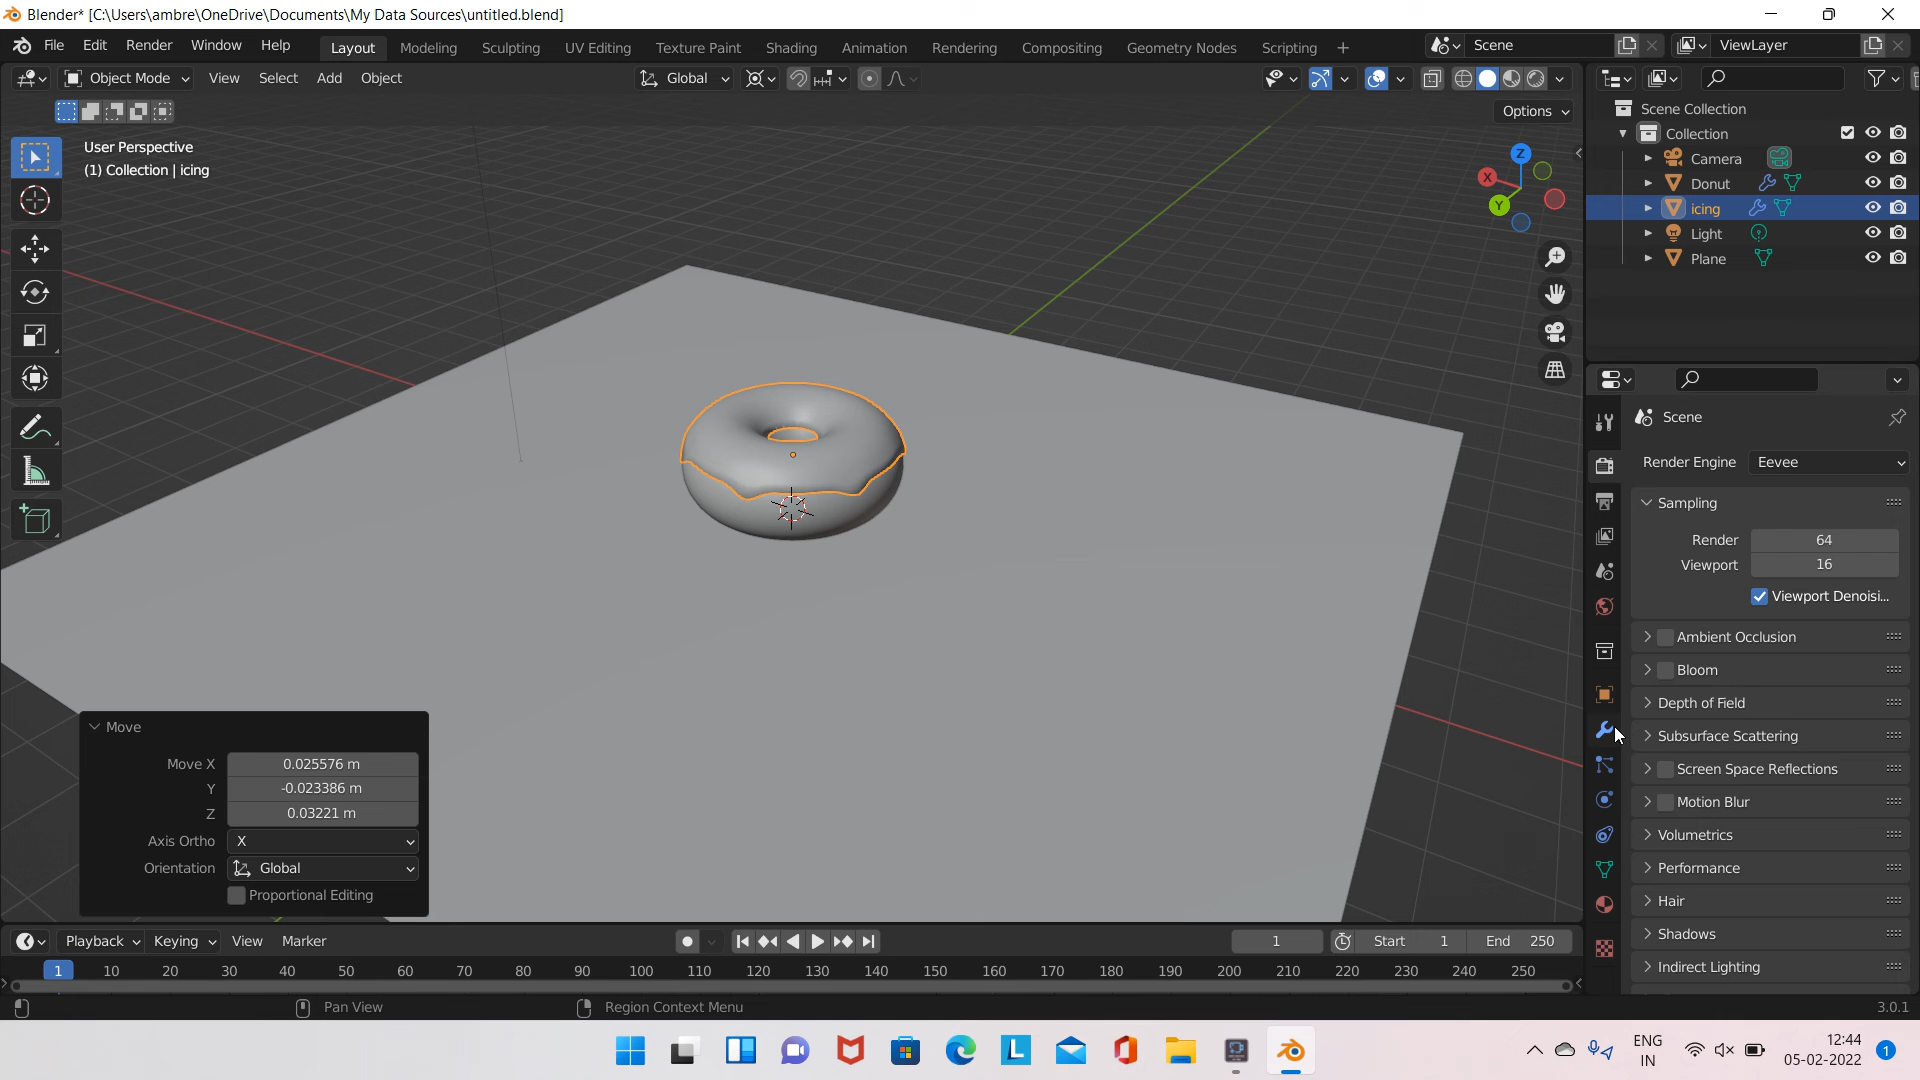 Blender* [C:\Users\ambre\OneDrive\Documents\My Data Sources\untitled.blend]
File Edit Render Window Help Layout Modeling Sculpting UV Editing Texture Paint Shading Animation Rendering Compositing Geometry Nodes Scripting + Scene ViewLayer
Object Mode View Select Add Object Global
Options
User Perspective
(1) Collection | icing
Z
X
Y
Scene Collection
Collection
Camera
Donut
icing
Light
Plane
Scene
Render Engine Eevee
Sampling
Render 64
Viewport 16
Viewport Denoisi...
Ambient Occlusion
Bloom
Depth of Field
Subsurface Scattering
Screen Space Reflections
Motion Blur
Volumetrics
Performance
Hair
Shadows
Indirect Lighting
Move
Move X 0.025576 m
Y -0.023386 m
Z 0.03221 m
Axis Ortho X
Orientation Global
Proportional Editing
Playback Keying View Marker 1 Start 1 End 250
1 10 20 30 40 50 60 70 80 90 100 110 120 130 140 150 160 170 180 190 200 210 220 230 240 250
Pan View Region Context Menu 3.0.1
L
ENG
IN
12:44
05-02-2022
1